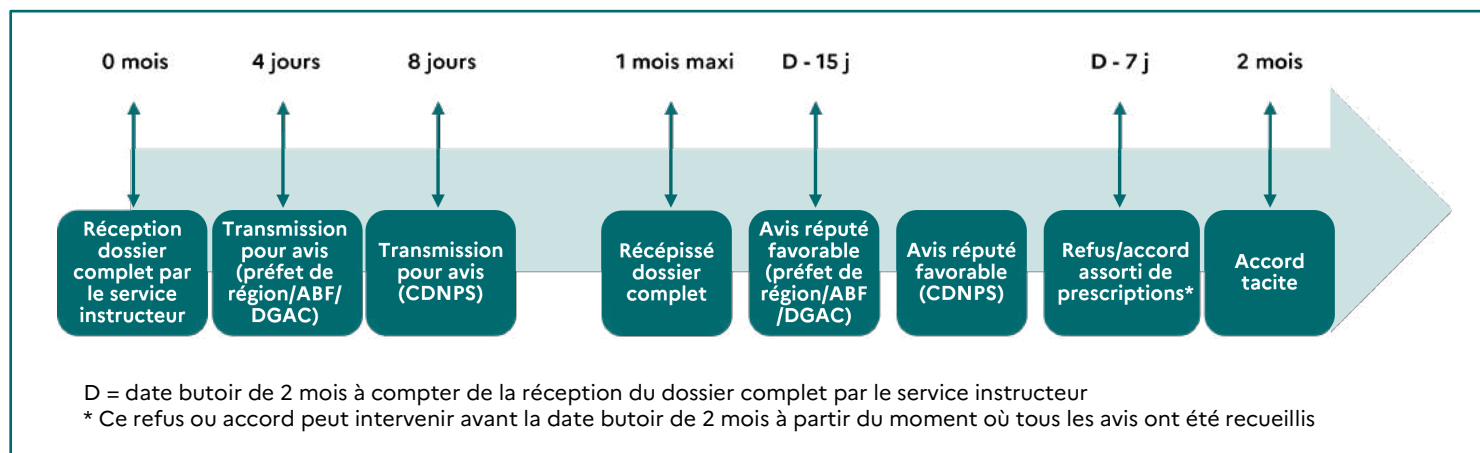 0 mois
4 jours
8 jours
1 mois maxi
D - 15 j
D - 7 j
2 mois
Réception
dossier
complet par
le service
instructeur
Transmission
pour avis
(préfet de
région/ABF/
DGAC)
Transmission
pour avis
(CDNPS)
Récépissé
dossier
complet
Avis réputé
favorable
(préfet de
région/ABF
/DGAC)
Avis réputé
favorable
(CDNPS)
Refus/accord
assorti de
prescriptions*
Accord
tacite
D = date butoir de 2 mois à compter de la réception du dossier complet par le service instructeur
* Ce refus ou accord peut intervenir avant la date butoir de 2 mois à partir du moment où tous les avis ont été recueillis